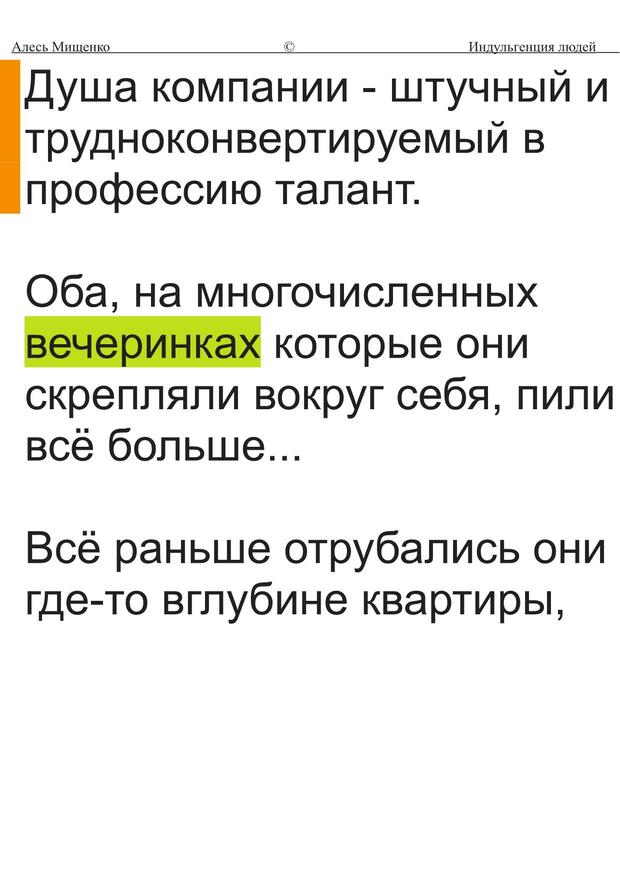 Алесь Мищенко © Индульгенция людей
Душа компании - штучный и
трудноконвертируемый в
профессию талант.
Оба, на многочисленных
вечеринках которые они
скрепляли вокруг себя, пили
всё больше...
Всё раньше отрубались они
где-то вглубине квартиры,